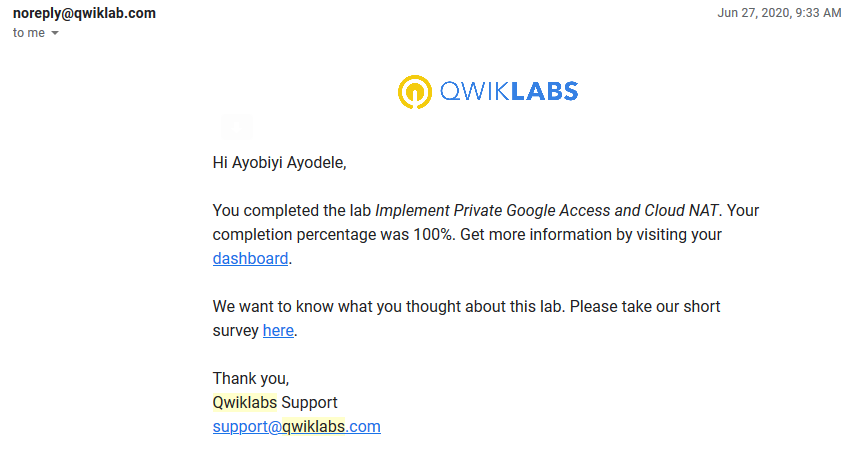 noreply@qwiklab.com
Jun 27, 2020, 9:33 AM
to me
QWIKLABS
Hi Ayobiyi Ayodele,
You completed the lab Implement Private Google Access and Cloud NAT. Your
completion percentage was 100%. Get more information by visiting your
dashboard.
We want to know what you thought about this lab. Please take our short
survey here.
Thank you,
Qwiklabs Support
support@qwiklabs.com